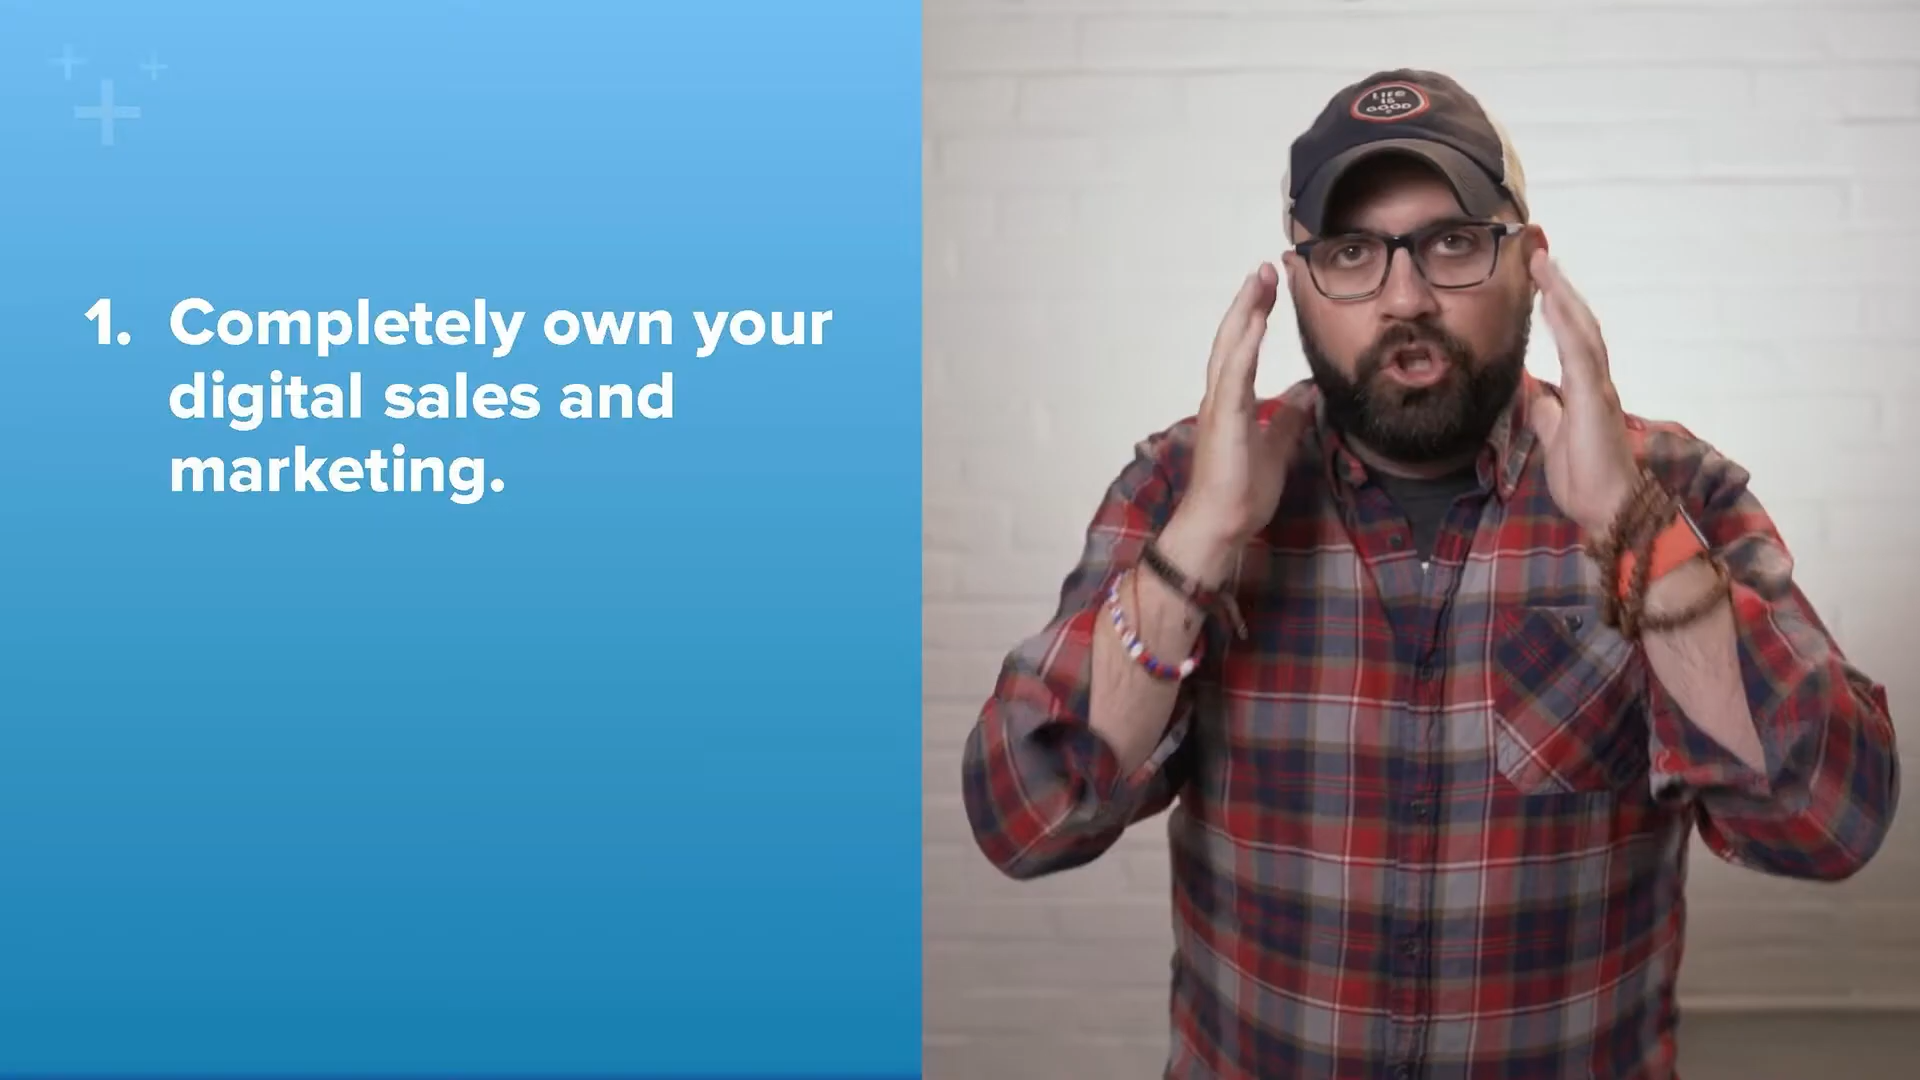 1. Completely own your
digital sales and
marketing.
LIFE
IS
GOOD